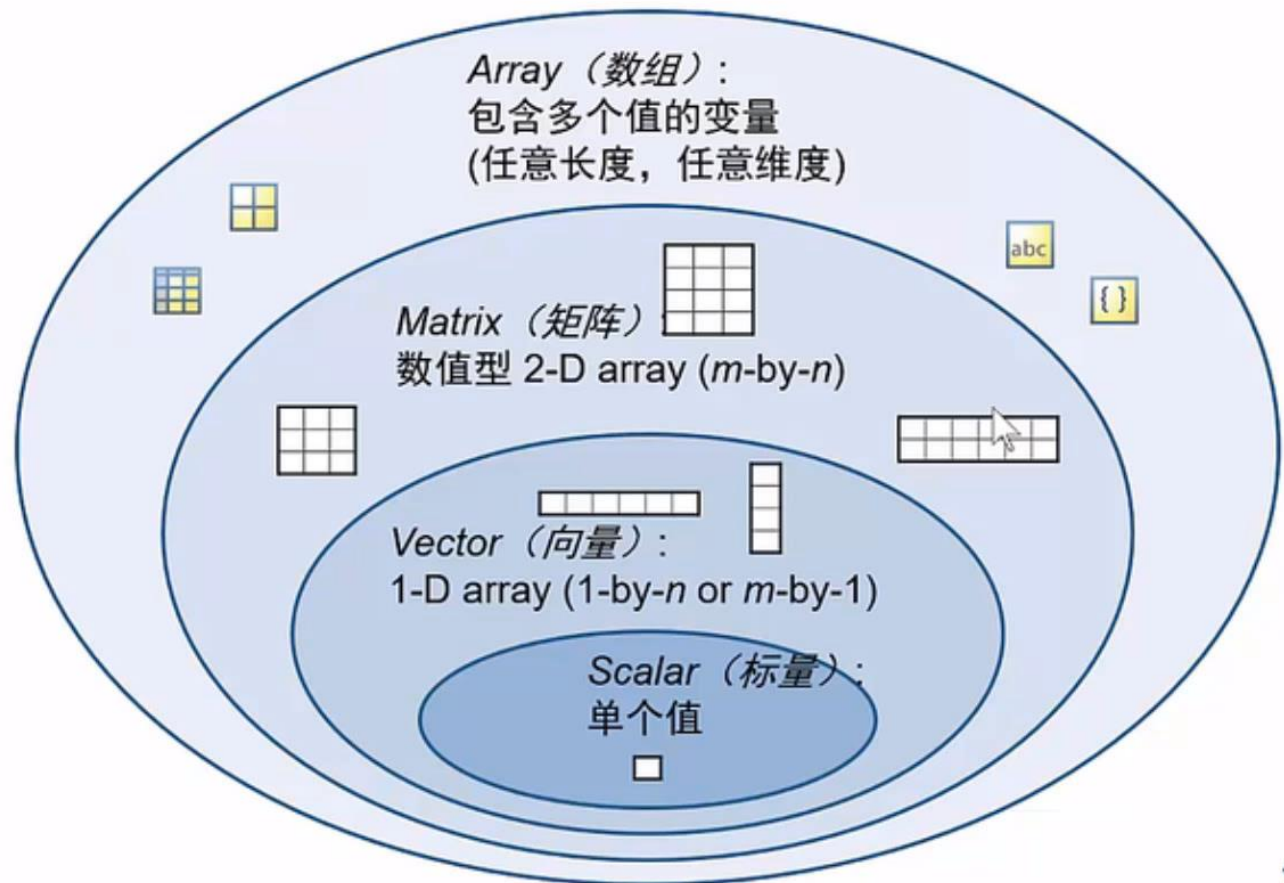 Array（数组）:
包含多个值的变量
(任意长度，任意维度)
abc
{ }
Matrix（矩阵）:
数值型 2-D array (m-by-n)
Vector（向量）:
1-D array (1-by-n or m-by-1)
Scalar（标量）:
单个值